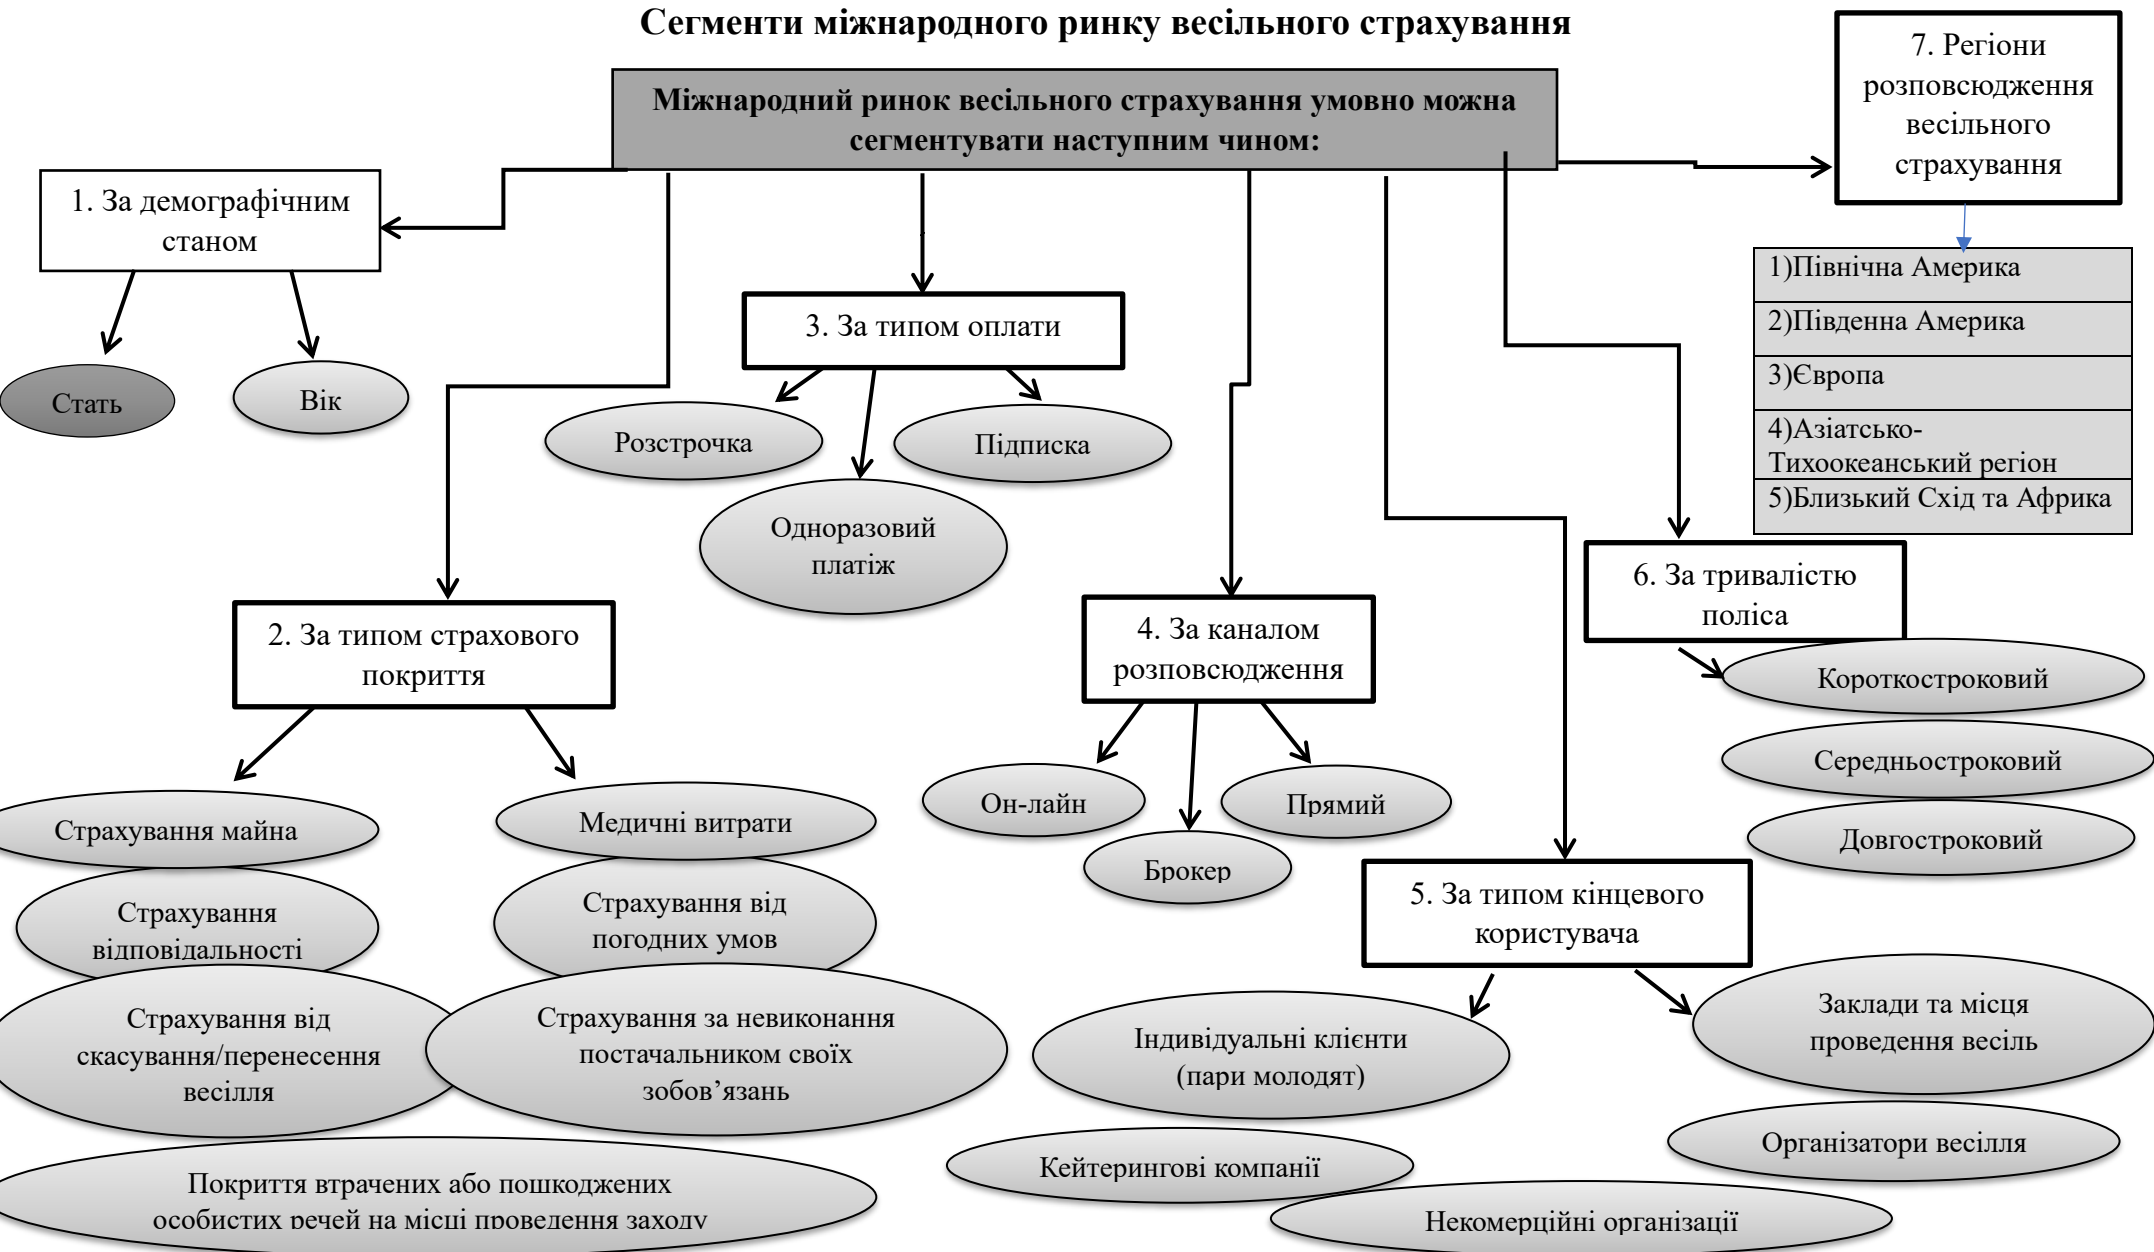 Сегменти міжнародного ринку весільного страхування
Міжнародний ринок весільного страхування умовно можна
сегментувати наступним чином:
1. За демографічним
станом
Стать
Вік
2. За типом страхового
покриття
Страхування майна
Медичні витрати
Страхування
відповідальності
Страхування від
погодних умов
Страхування від
скасування/перенесення
весілля
Страхування за невиконання
постачальником своїх
зобов’язань
Покриття втрачених або пошкоджених
особистих речей на місці проведення заходу
3. За типом оплати
Розстрочка
Одноразовий
платіж
Підписка
4. За каналом
розповсюдження
Он-лайн
Брокер
Прямий
5. За типом кінцевого
користувача
Індивідуальні клієнти
(пари молодят)
Заклади та місця
проведення весіль
Організатори весілля
Кейтерингові компанії
Некомерційні організації
6. За тривалістю
поліса
Короткостроковий
Середньостроковий
Довгостроковий
7. Регіони
розповсюдження
весільного
страхування
1)Північна Америка
2)Південна Америка
3)Європа
4)Азіатсько-
Тихоокеанський регіон
5)Близький Схід та Африка